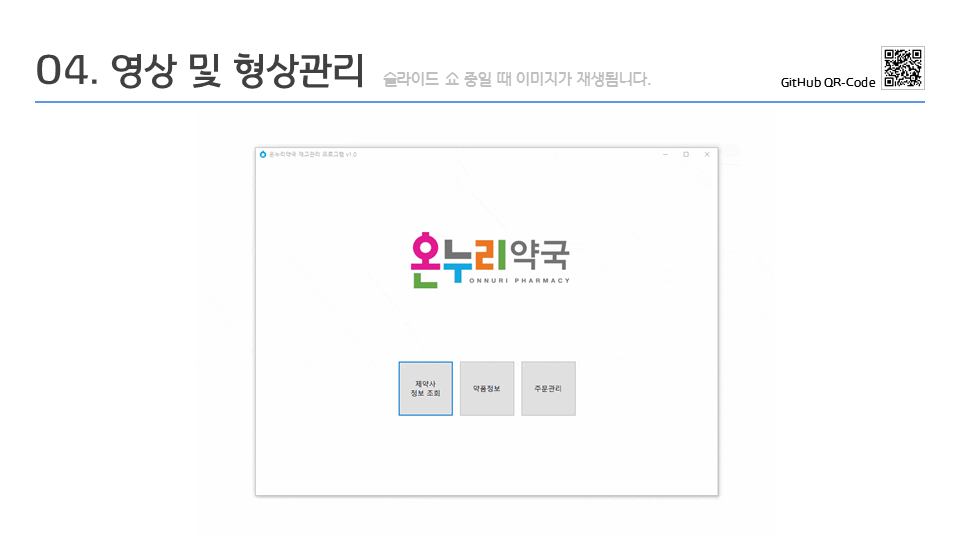 04. 영상 및 형상관리 슬라이드 쇼 중일 때 이미지가 재생됩니다.
GitHub QR-Code
온누리약국 재고관리 프로그램 v1.0
온누리약국
ONNURI PHARMACY
제약사
정보 조회
약품정보
주문관리